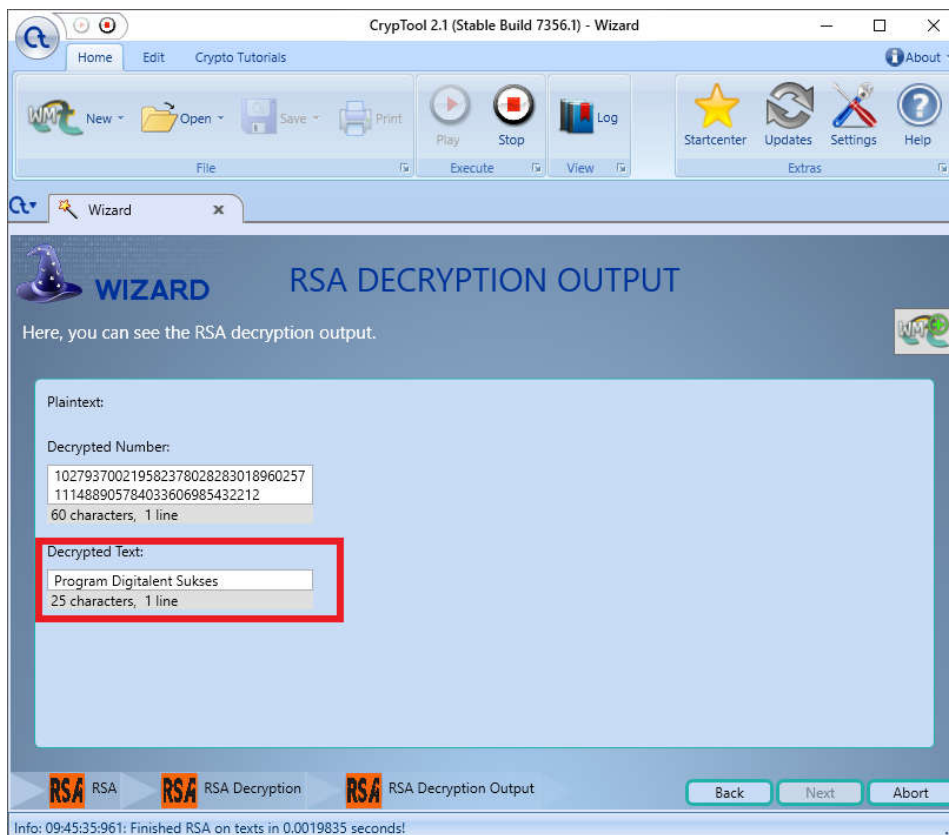 CrypTool 2.1 (Stable Build 7356.1) - Wizard
Home Edit Crypto Tutorials About
New Open Save Print Play Stop Log Startcenter Updates Settings Help
File Execute View Extras
Wizard
WIZARD RSA DECRYPTION OUTPUT
Here, you can see the RSA decryption output.
Plaintext:
Decrypted Number:
102793700219582378028283018960257
111488905784033606985432212
60 characters, 1 line
Decrypted Text:
Program Digitalent Sukses
25 characters, 1 line
RSA RSA RSA RSA Decryption RSA RSA Decryption Output Back Next Abort
Info: 09:45:35:961: Finished RSA on texts in 0.0019835 seconds!